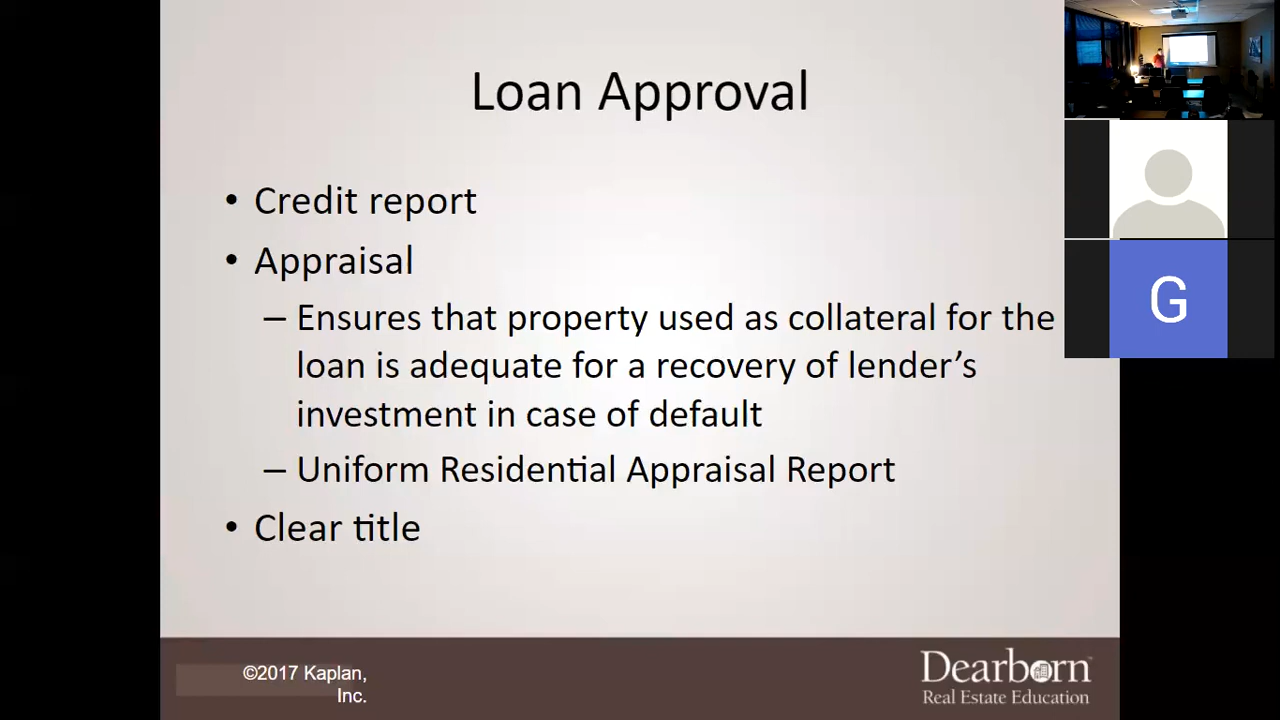 Loan Approval
• Credit report
• Appraisal
– Ensures that property used as collateral for the
loan is adequate for a recovery of lender's
investment in case of default
– Uniform Residential Appraisal Report
• Clear title
©2017 Kaplan,
Inc.
Dearborn™
Real Estate Education
G